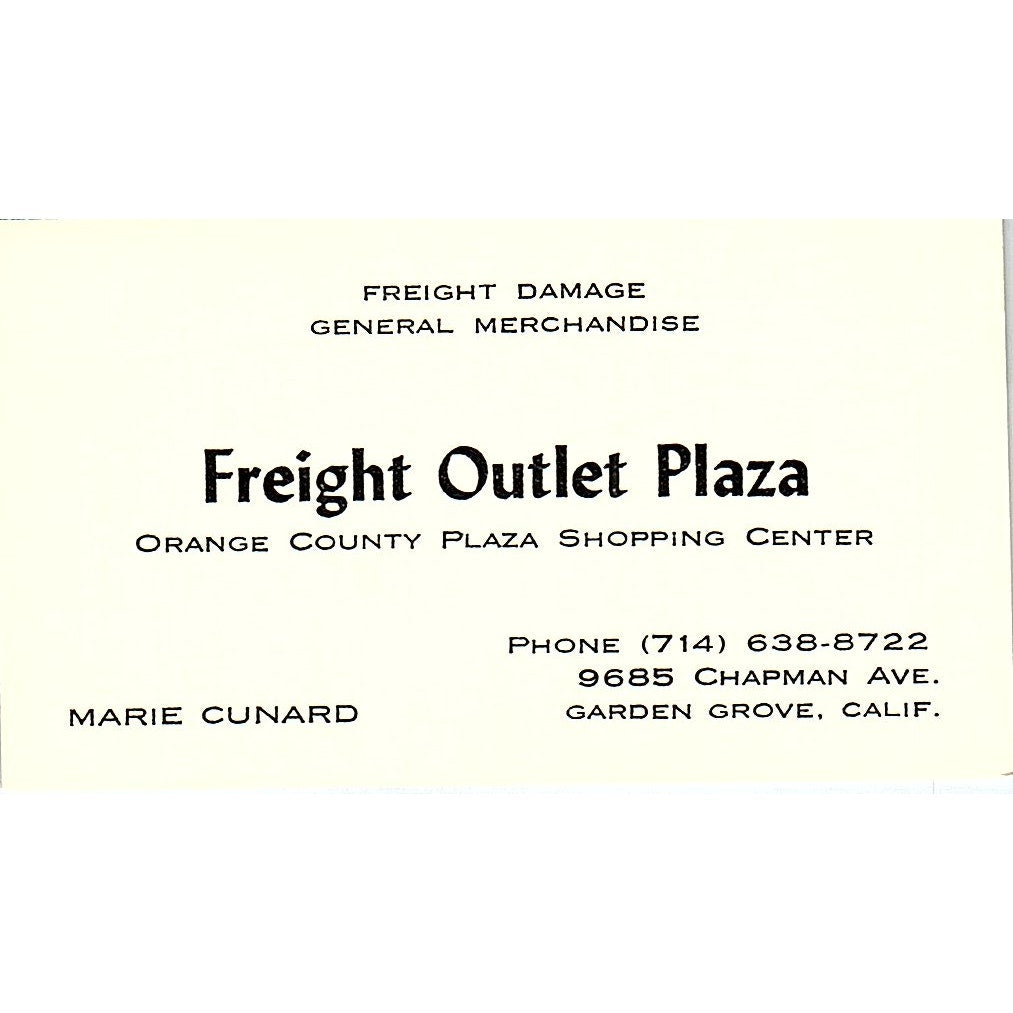 FREIGHT DAMAGE
GENERAL MERCHANDISE
Freight Outlet Plaza
ORANGE COUNTY PLAZA SHOPPING CENTER
PHONE (714) 638-8722
9685 CHAPMAN AVE.
MARIE CUNARD
GARDEN GROVE, CALIF.